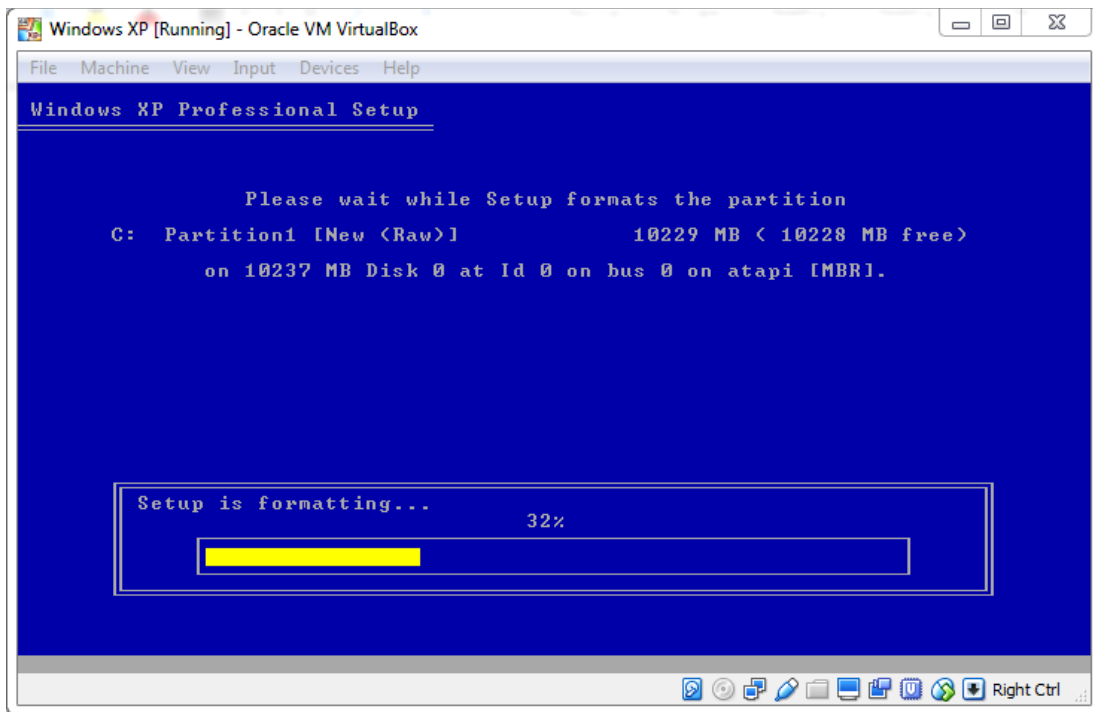 Windows XP [Running] - Oracle VM VirtualBox
File Machine View Input Devices Help
Windows XP Professional Setup
Please wait while Setup formats the partition
C: Partition1 [New (Raw)] 10229 MB ( 10228 MB free)
on 10237 MB Disk 0 at Id 0 on bus 0 on atapi [MBR].
Setup is formatting...
32%
Right Ctrl